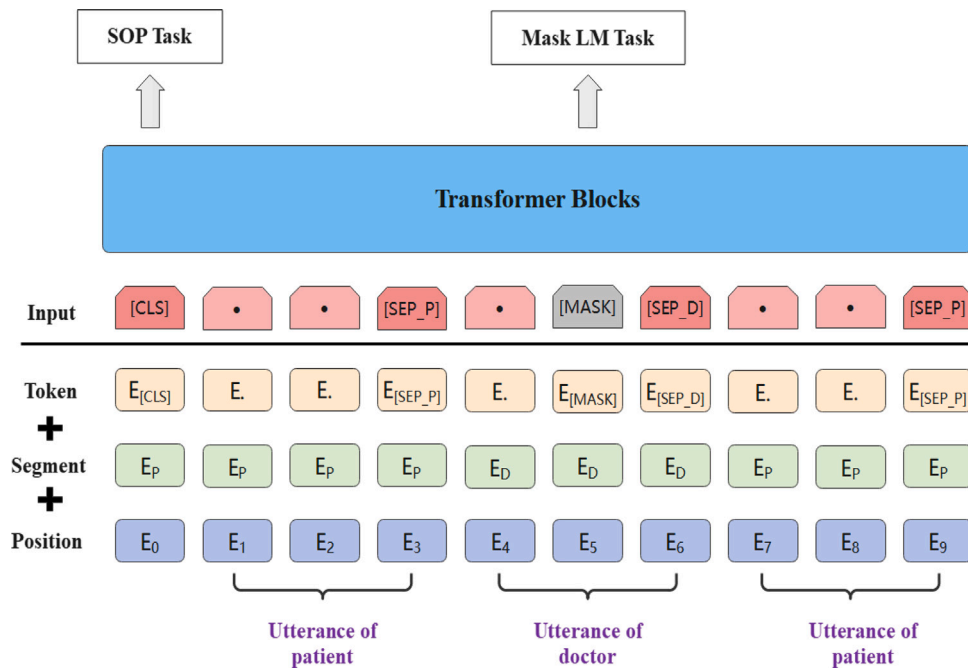 SOP Task
Mask LM Task
Transformer Blocks
Input [CLS] • • [SEP_P] • [MASK] [SEP_D] • • [SEP_P]
Token E[CLS] E. E. E[SEP_P] E. E[MASK] E[SEP_D] E. E. E[SEP_P]
+
Segment EP EP EP EP ED ED ED EP EP EP
+
Position E0 E1 E2 E3 E4 E5 E6 E7 E8 E9
Utterance of
patient
Utterance of
doctor
Utterance of
patient